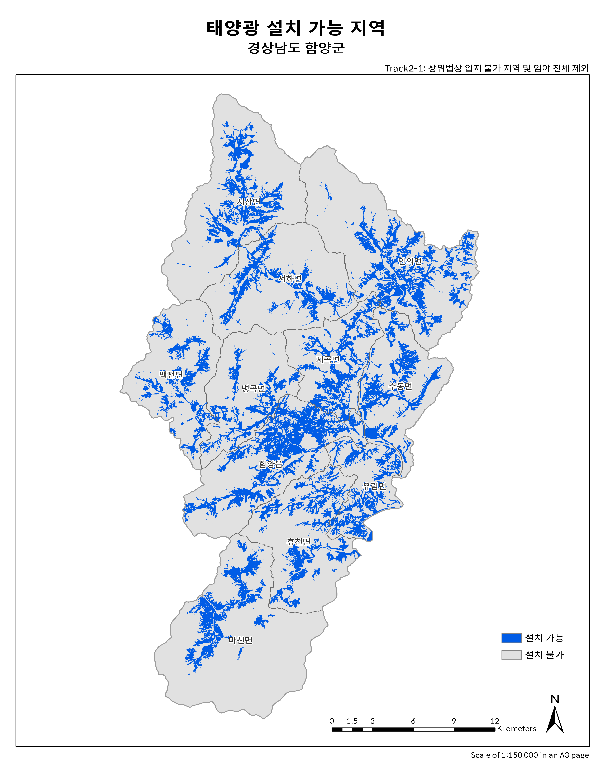 태양광 설치 가능 지역
경상남도 함양군
Track2-1: 상위법상 입지 불가 지역 및 임야 전체 제외
서상면
안의면
서하면
지곡면
백전면
병곡면
수동면
함양읍
유림면
휴천면
마천면
설치 가능
설치 불가
N
0 1.5 3 6 9 12
Kilometers
Scale of 1:150,000 in an A3 page